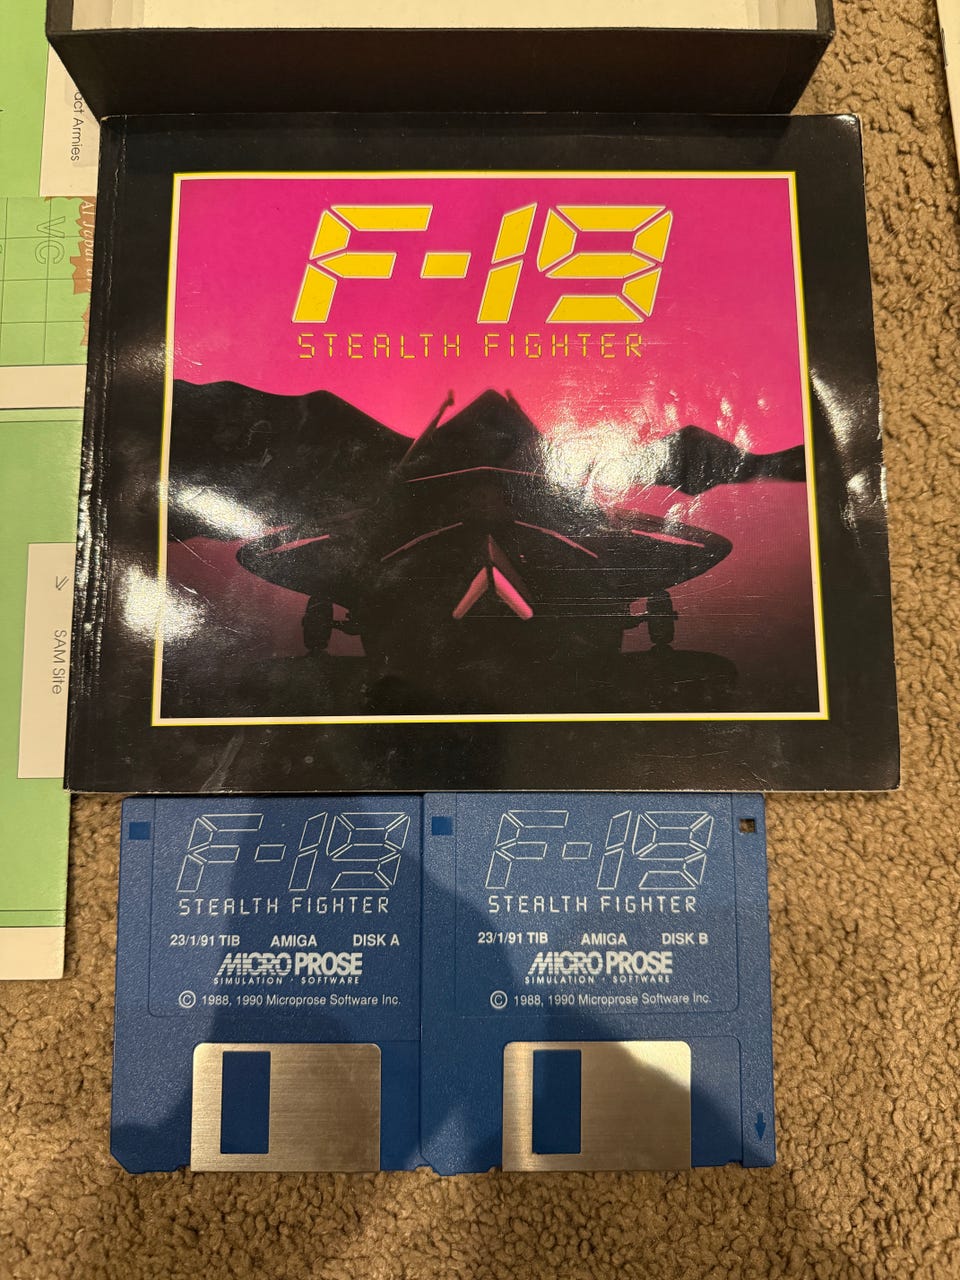 act Armies
VC
SAM Site
F-19
STEALTH FIGHTER
F-19
STEALTH FIGHTER
23/1/91 TIB AMIGA DISK A
MICRO PROSE
SIMULATION · SOFTWARE
© 1988, 1990 Microprose Software Inc.
F-19
STEALTH FIGHTER
23/1/91 TIB AMIGA DISK B
MICRO PROSE
SIMULATION · SOFTWARE
© 1988, 1990 Microprose Software Inc.